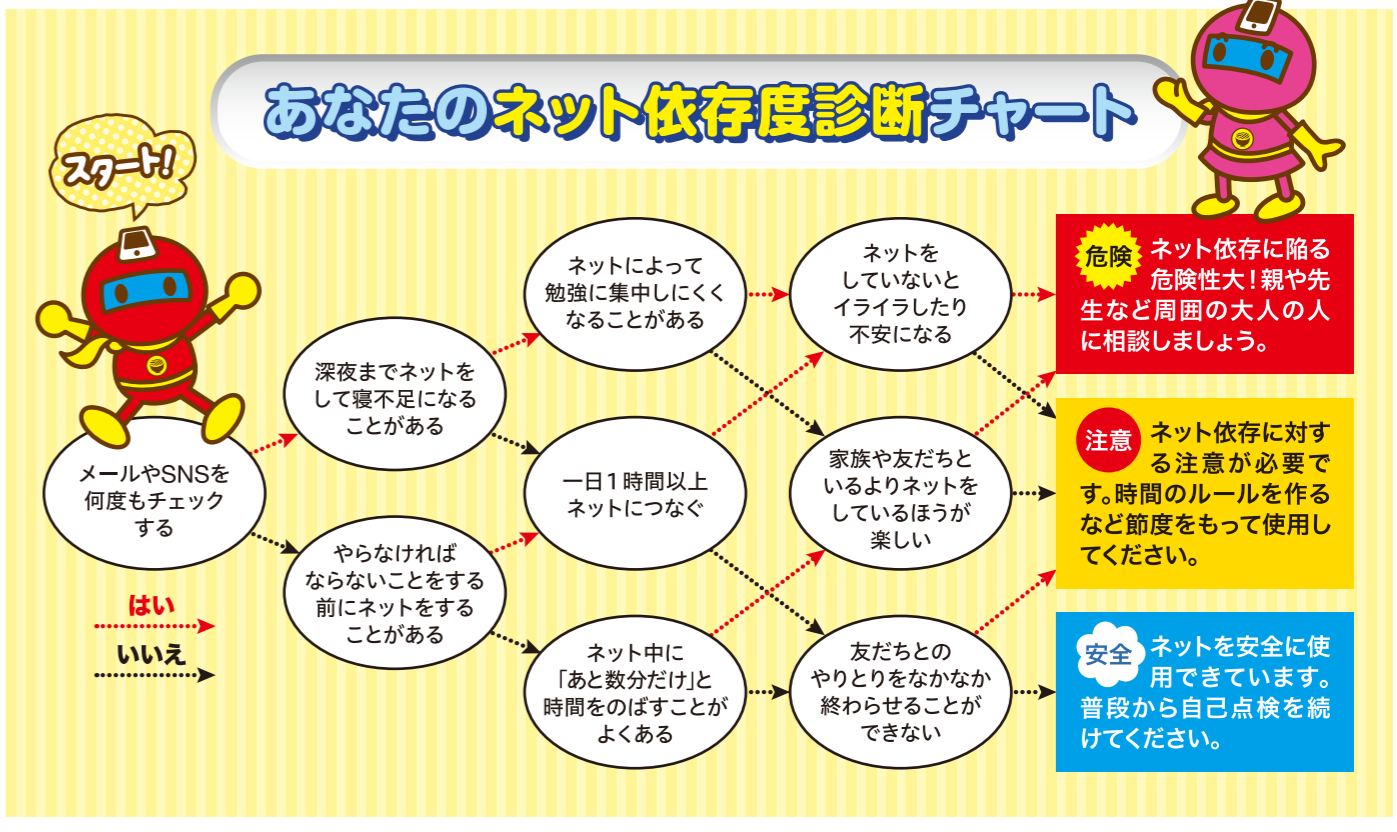 あなたのネット依存度診断チャート
スタート!
メールやSNSを
何度もチェック
する
はい
いいえ
深夜までネットを
して寝不足になる
ことがある
やらなければ
ならないことをする
前にネットをする
ことがある
ネットによって
勉強に集中しにくく
なることがある
一日1時間以上
ネットにつなぐ
ネット中に
「あと数分だけ」と
時間をのばすことが
よくある
ネットを
していないと
イライラしたり
不安になる
家族や友だちと
いるよりネットを
しているほうが
楽しい
友だちとの
やりとりをなかなか
終わらせることが
できない
危険 ネット依存に陥る
危険性大!親や先
生など周囲の大人の人
に相談しましょう。
注意 ネット依存に対す
る注意が必要で
す。時間のルールを作る
など節度をもって使用し
てください。
安全 ネットを安全に使
用できています。
普段から自己点検を続
けてください。